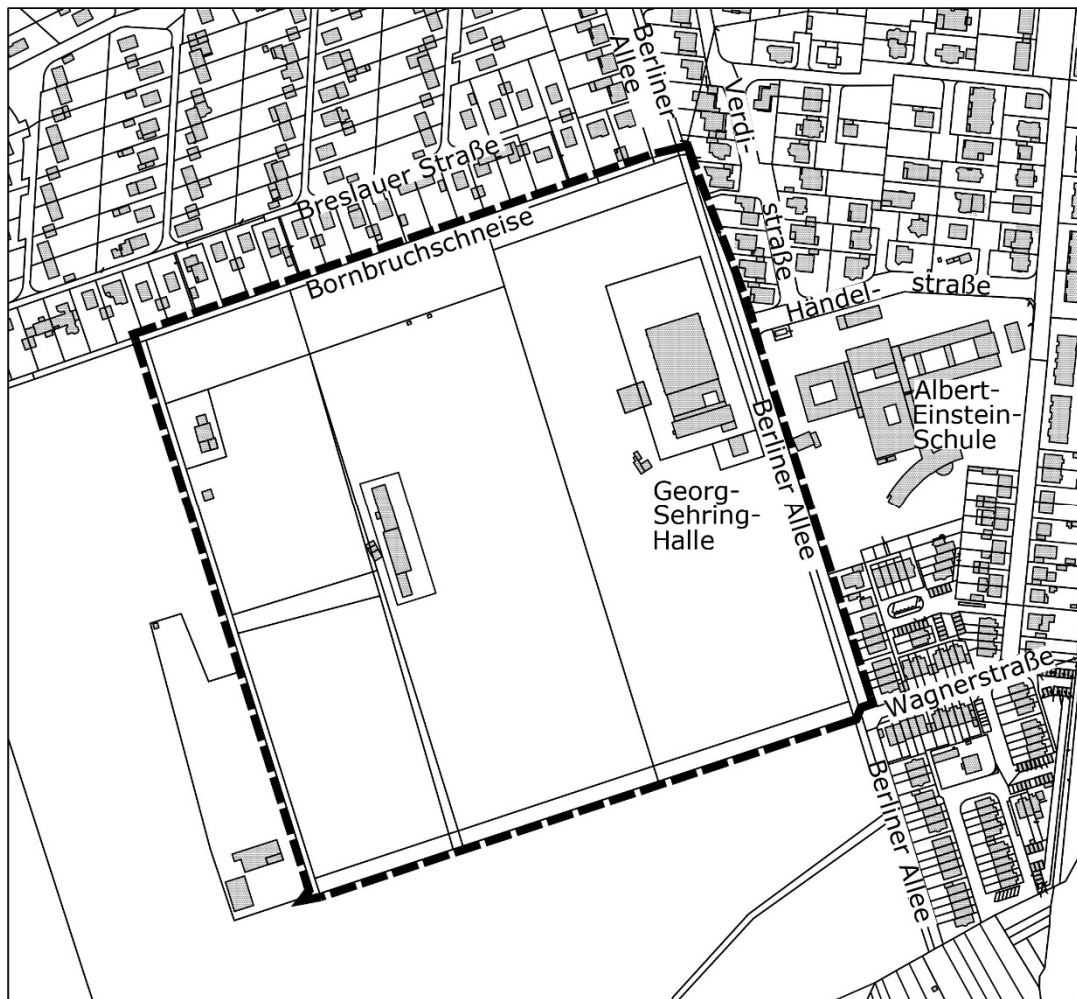 Berliner
Allee
Verdi-
straße
Breslauer Straße
Bornbruchschneise
Händel-
straße
Albert-
Einstein-
Schule
Berliner Allee
Georg-
Sehring-
Halle
Wagnerstraße
Berliner Allee